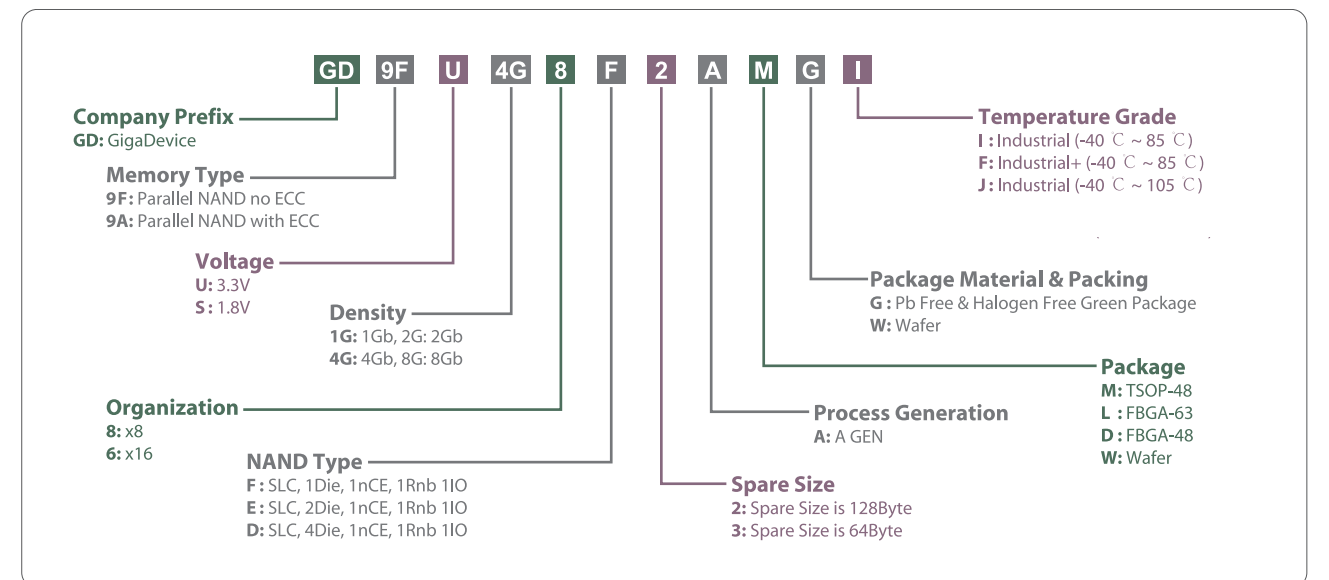 GD 9F U 4G 8 F 2 A M G I
Company Prefix
GD: GigaDevice
Memory Type
9F: Parallel NAND no ECC
9A: Parallel NAND with ECC
Voltage
U: 3.3V
S : 1.8V
Density
1G: 1Gb, 2G: 2Gb
4G: 4Gb, 8G: 8Gb
Organization
8: x8
6: x16
NAND Type
F : SLC, 1Die, 1nCE, 1Rnb 1IO
E : SLC, 2Die, 1nCE, 1Rnb 1IO
D: SLC, 4Die, 1nCE, 1Rnb 1IO
Temperature Grade
I : Industrial (-40 ℃ ~ 85 ℃)
F: Industrial+ (-40 ℃ ~ 85 ℃)
J: Industrial (-40 ℃ ~ 105 ℃)
Package Material & Packing
G : Pb Free & Halogen Free Green Package
W: Wafer
Package
M: TSOP-48
L : FBGA-63
D : FBGA-48
W: Wafer
Process Generation
A: A GEN
Spare Size
2: Spare Size is 128Byte
3: Spare Size is 64Byte